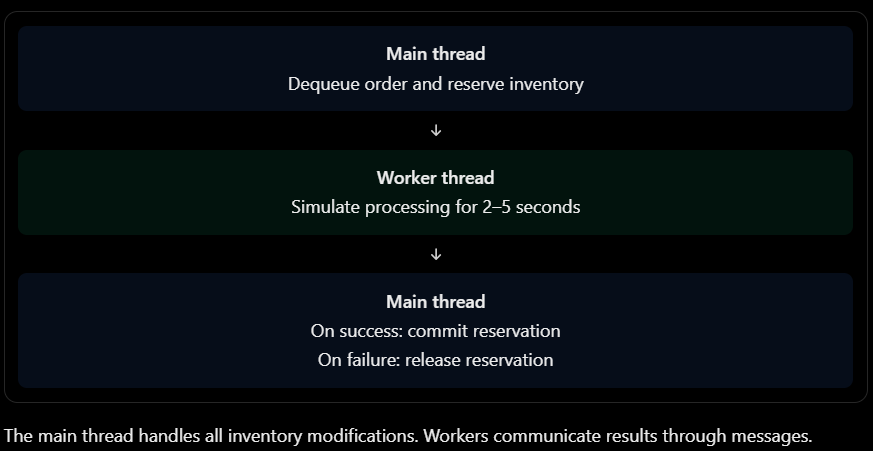 Main thread
Dequeue order and reserve inventory
↓
Worker thread
Simulate processing for 2–5 seconds
↓
Main thread
On success: commit reservation
On failure: release reservation
The main thread handles all inventory modifications. Workers communicate results through messages.